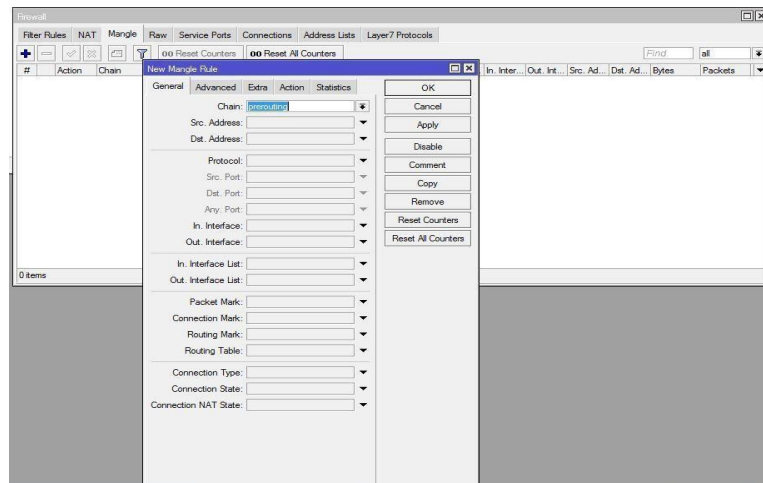 Firewall
Filter Rules NAT Mangle Raw Service Ports Connections Address Lists Layer7 Protocols
00 Reset Counters 00 Reset All Counters Find all
# Action Chain In. Inter... Out. Int... Src. Ad... Dst. Ad... Bytes Packets
New Mangle Rule
General Advanced Extra Action Statistics
OK
Chain: prerouting
Cancel
Src. Address:
Apply
Dst. Address:
Disable
Protocol:
Comment
Src. Port:
Copy
Dst. Port:
Remove
Any. Port:
Reset Counters
In. Interface:
Reset All Counters
Out. Interface:
In. Interface List:
0 items
Out. Interface List:
Packet Mark:
Connection Mark:
Routing Mark:
Routing Table:
Connection Type:
Connection State:
Connection NAT State: